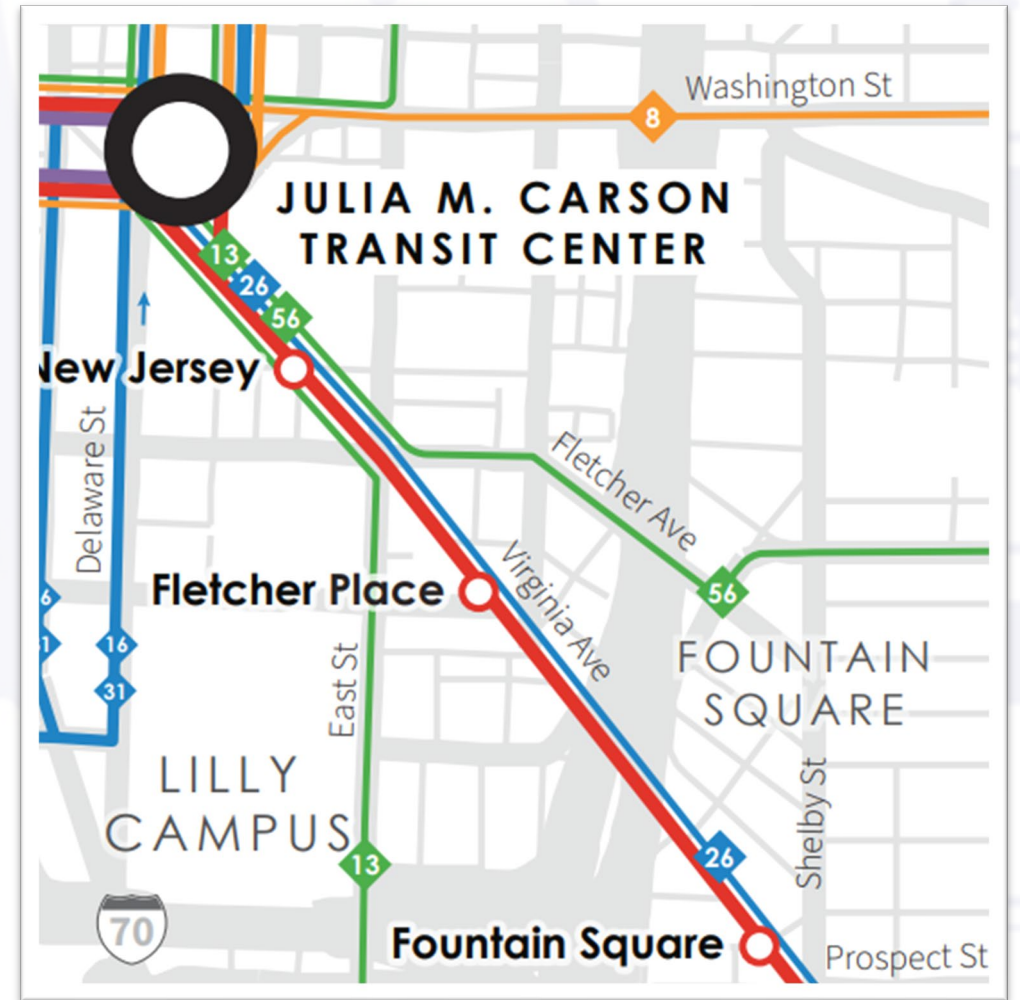 Washington St
8
JULIA M. CARSON
TRANSIT CENTER
13
26
56
New Jersey
Delaware St
Fletcher Ave
Fletcher Place
Virginia Ave
56
6
1
16
31
East St
FOUNTAIN
SQUARE
LILLY
CAMPUS
Shelby St
13
26
70
Fountain Square
Prospect St